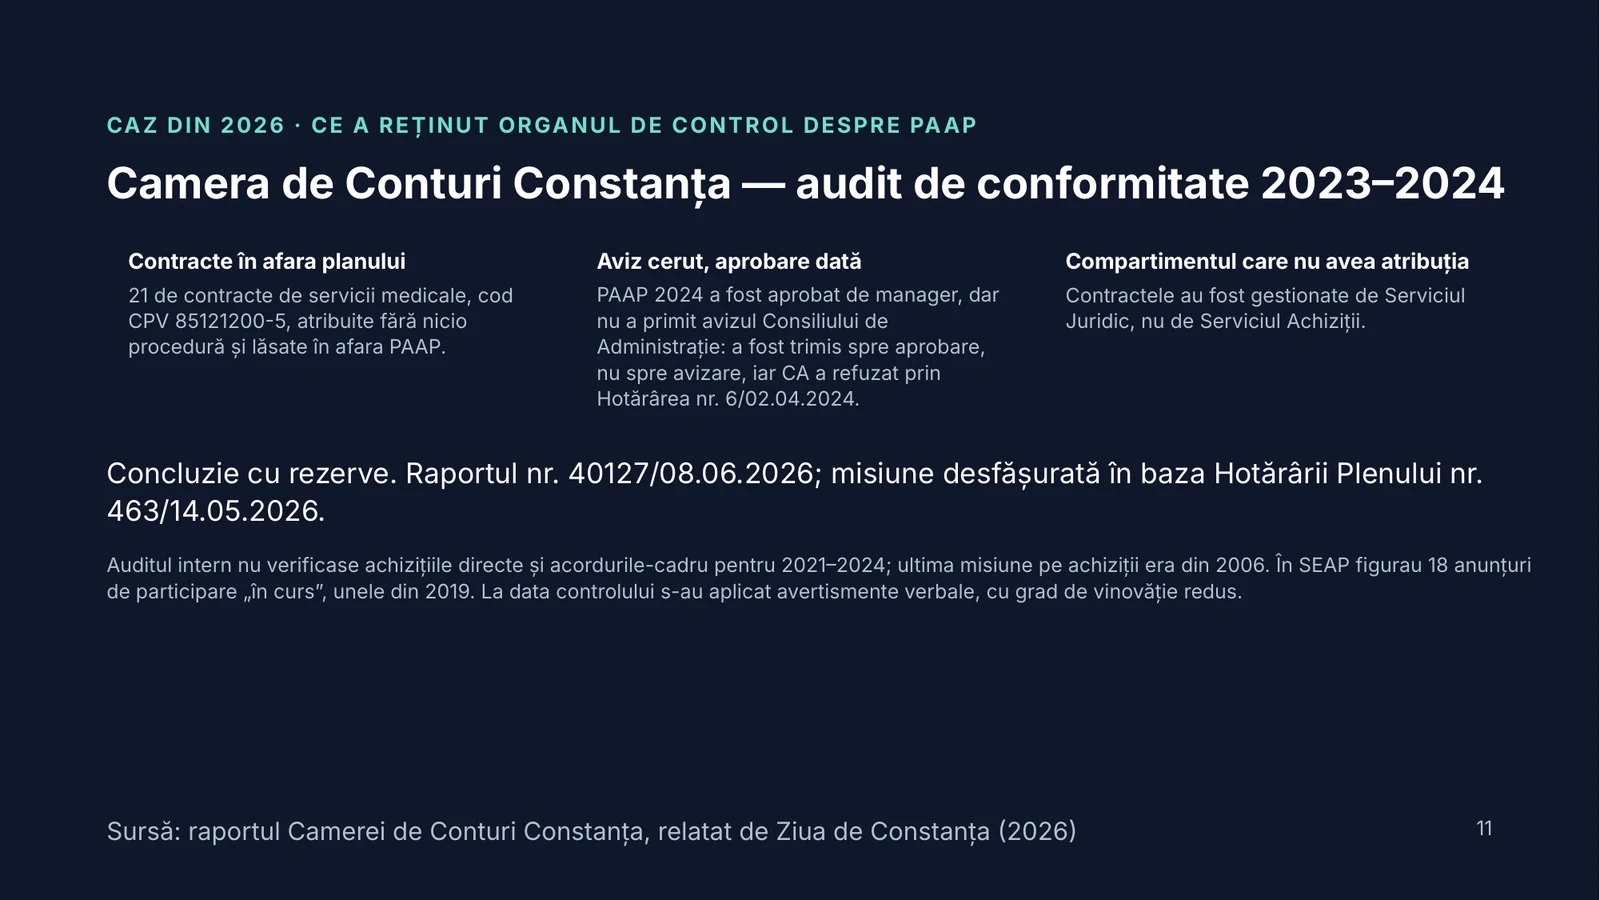 CAZ DIN 2026 · CE A REȚINUT ORGANUL DE CONTROL DESPRE PAAP
Camera de Conturi Constanța — audit de conformitate 2023–2024
Contracte în afara planului
21 de contracte de servicii medicale, cod
CPV 85121200-5, atribuite fără nicio
procedură și lăsate în afara PAAP.
Aviz cerut, aprobare dată
PAAP 2024 a fost aprobat de manager, dar
nu a primit avizul Consiliului de
Administrație: a fost trimis spre aprobare,
nu spre avizare, iar CA a refuzat prin
Hotărârea nr. 6/02.04.2024.
Compartimentul care nu avea atribuția
Contractele au fost gestionate de Serviciul
Juridic, nu de Serviciul Achiziții.
Concluzie cu rezerve. Raportul nr. 40127/08.06.2026; misiune desfășurată în baza Hotărârii Plenului nr.
463/14.05.2026.
Auditul intern nu verificase achizițiile directe și acordurile-cadru pentru 2021–2024; ultima misiune pe achiziții era din 2006. În SEAP figurau 18 anunțuri
de participare „în curs”, unele din 2019. La data controlului s-au aplicat avertismente verbale, cu grad de vinovăție redus.
Sursă: raportul Camerei de Conturi Constanța, relatat de Ziua de Constanța (2026)
11